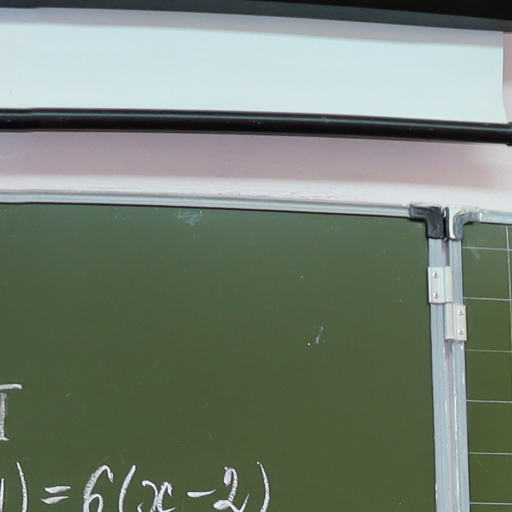 I
) = 6(x-2)